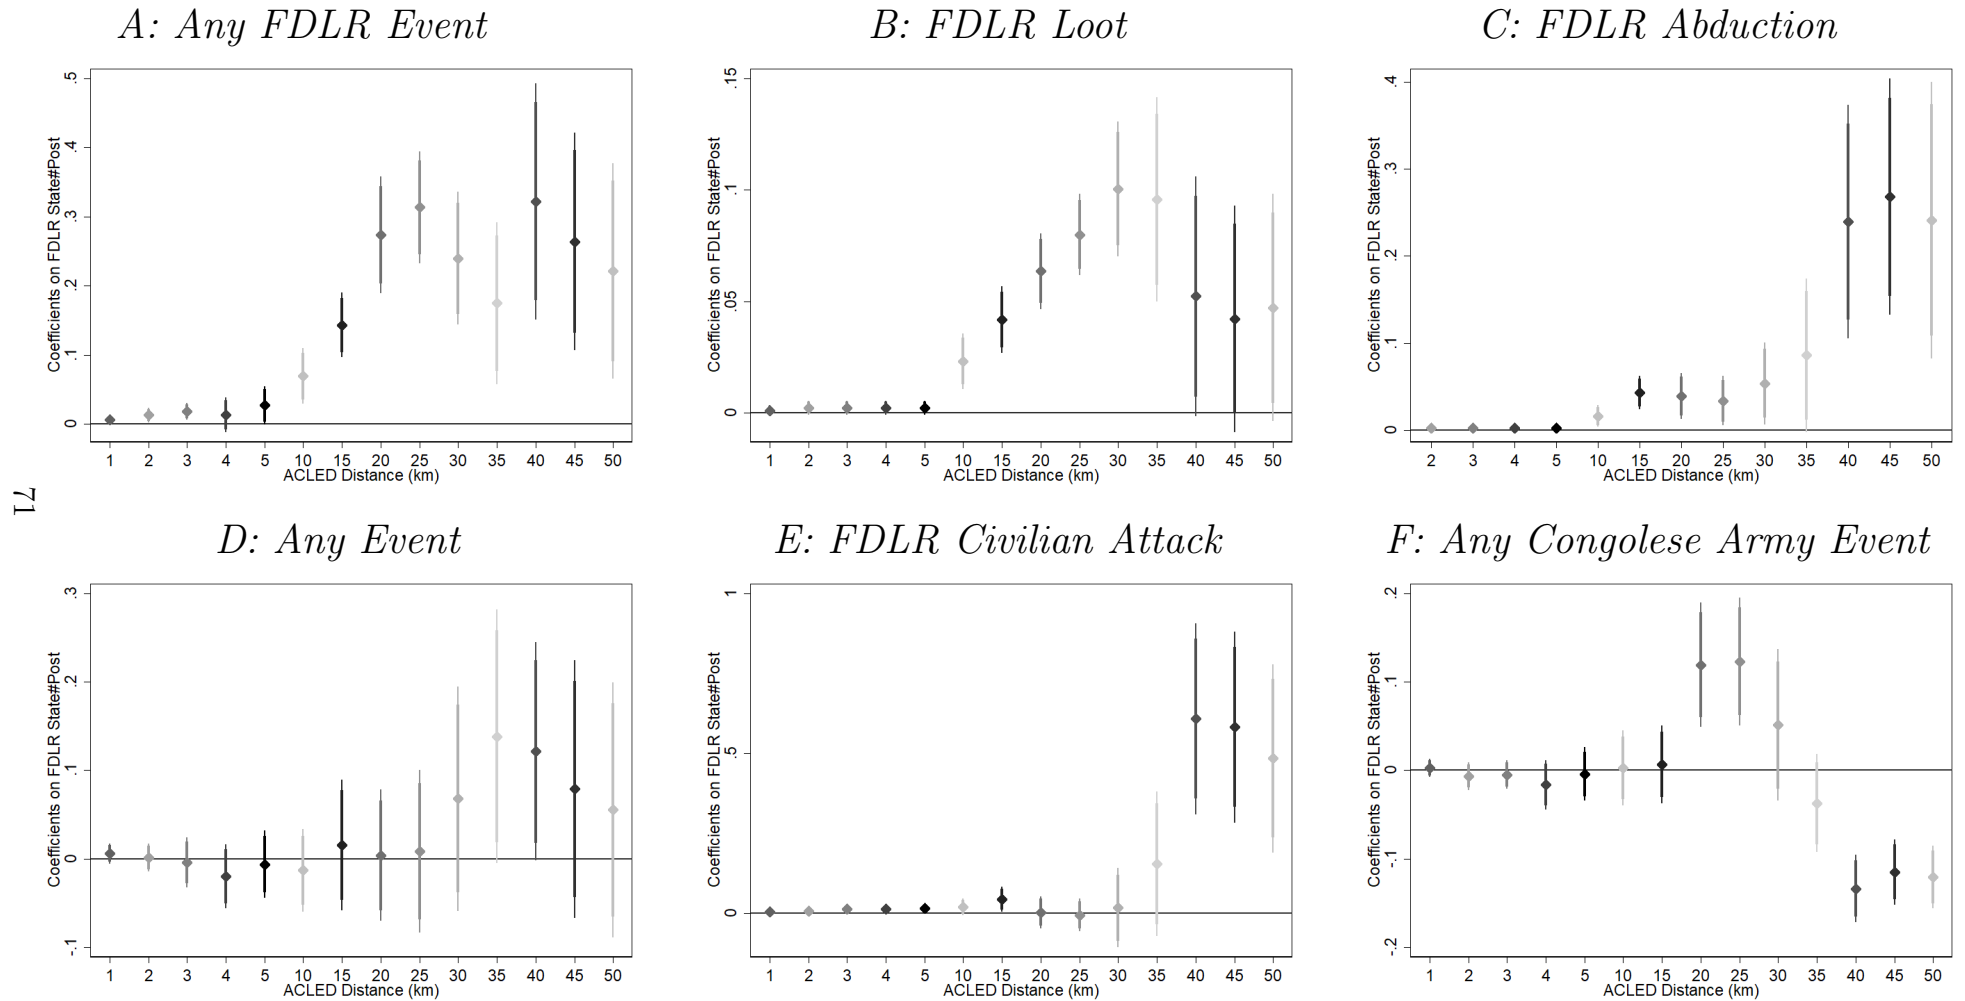 A: Any FDLR Event
Coefficients on FDLR State#Post
.5
.4
.3
.2
.1
0
1 2 3 4 5 10 15 20 25 30 35 40 45 50
ACLED Distance (km)
B: FDLR Loot
Coefficients on FDLR State#Post
.15
.1
.05
0
1 2 3 4 5 10 15 20 25 30 35 40 45 50
ACLED Distance (km)
C: FDLR Abduction
Coefficients on FDLR State#Post
.4
.3
.2
.1
0
2 3 4 5 10 15 20 25 30 35 40 45 50
ACLED Distance (km)
71
D: Any Event
Coefficients on FDLR State#Post
.3
.2
.1
0
-.1
1 2 3 4 5 10 15 20 25 30 35 40 45 50
ACLED Distance (km)
E: FDLR Civilian Attack
Coefficients on FDLR State#Post
1
.5
0
1 2 3 4 5 10 15 20 25 30 35 40 45 50
ACLED Distance (km)
F: Any Congolese Army Event
Coefficients on FDLR State#Post
.2
.1
0
-.1
-.2
1 2 3 4 5 10 15 20 25 30 35 40 45 50
ACLED Distance (km)